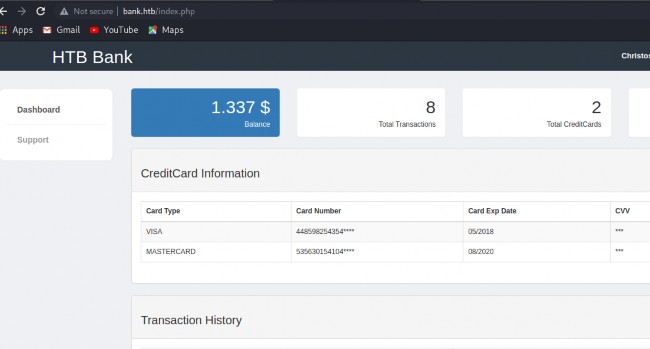 Not secure | bank.htb/index.php
Apps Gmail YouTube Maps
HTB Bank Christos
Dashboard
Support
1.337 $
Balance
8
Total Transactions
2
Total CreditCards
CreditCard Information
Card Type Card Number Card Exp Date CVV
VISA 448598254354**** 05/2018 ***
MASTERCARD 535630154104**** 08/2020 ***
Transaction History